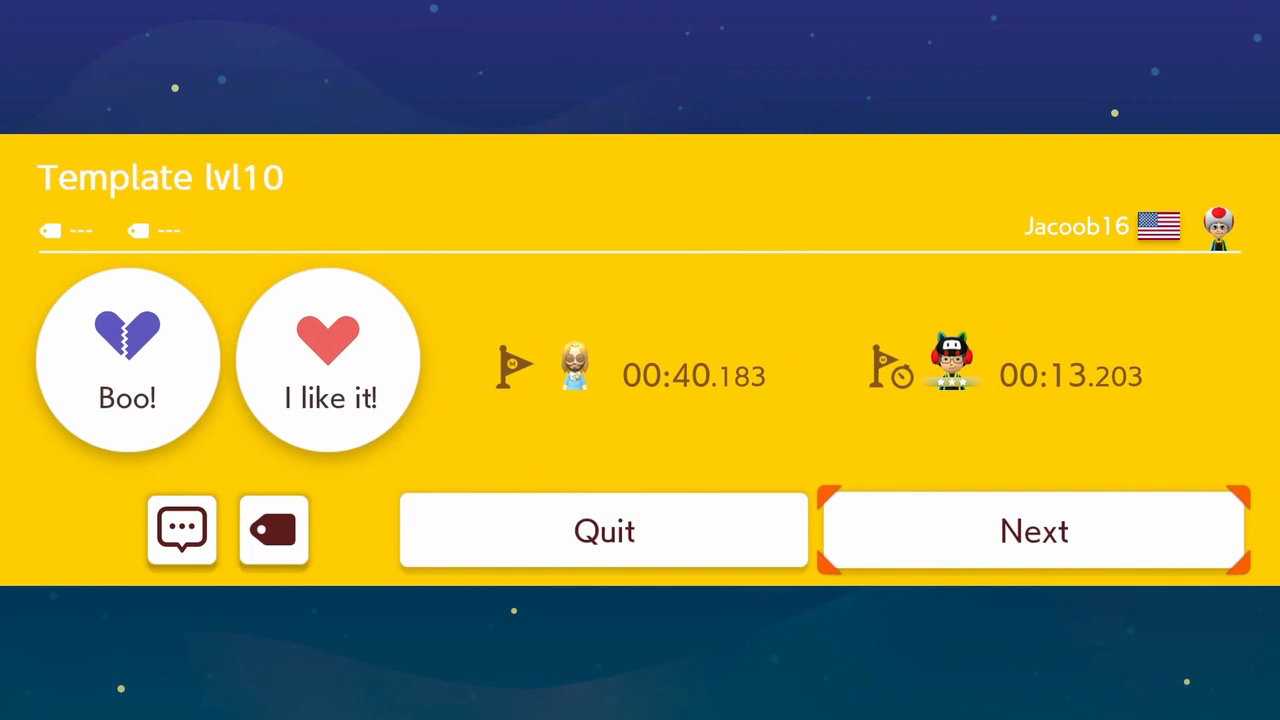 Template lvl10
--- ---
Jacoob16
Boo!
I like it!
00:40.183
00:13.203
Quit
Next